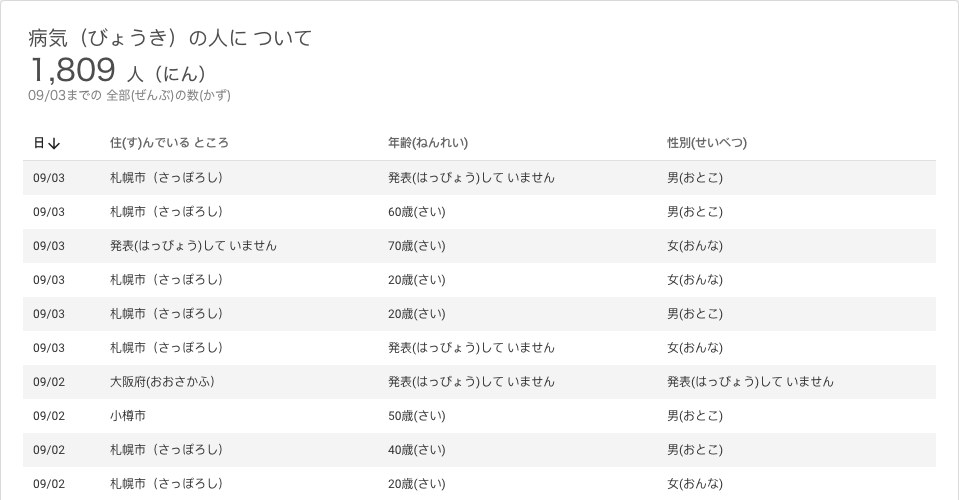 病気（びょうき）の人に ついて
1,809 人（にん）
09/03までの 全部(ぜんぶ)の数(かず)
日↓ 住(す)んでいる ところ 年齢(ねんれい) 性別(せいべつ)
09/03 札幌市（さっぽろし） 発表(はっぴょう)して いません 男(おとこ)
09/03 札幌市（さっぽろし） 60歳(さい) 男(おとこ)
09/03 発表(はっぴょう)して いません 70歳(さい) 女(おんな)
09/03 札幌市（さっぽろし） 20歳(さい) 女(おんな)
09/03 札幌市（さっぽろし） 20歳(さい) 男(おとこ)
09/03 札幌市（さっぽろし） 発表(はっぴょう)して いません 女(おんな)
09/02 大阪府(おおさかふ） 発表(はっぴょう)して いません 発表(はっぴょう)して いません
09/02 小樽市 50歳(さい) 男(おとこ)
09/02 札幌市（さっぽろし） 40歳(さい) 男(おとこ)
09/02 札幌市（さっぽろし） 20歳(さい) 女(おんな)